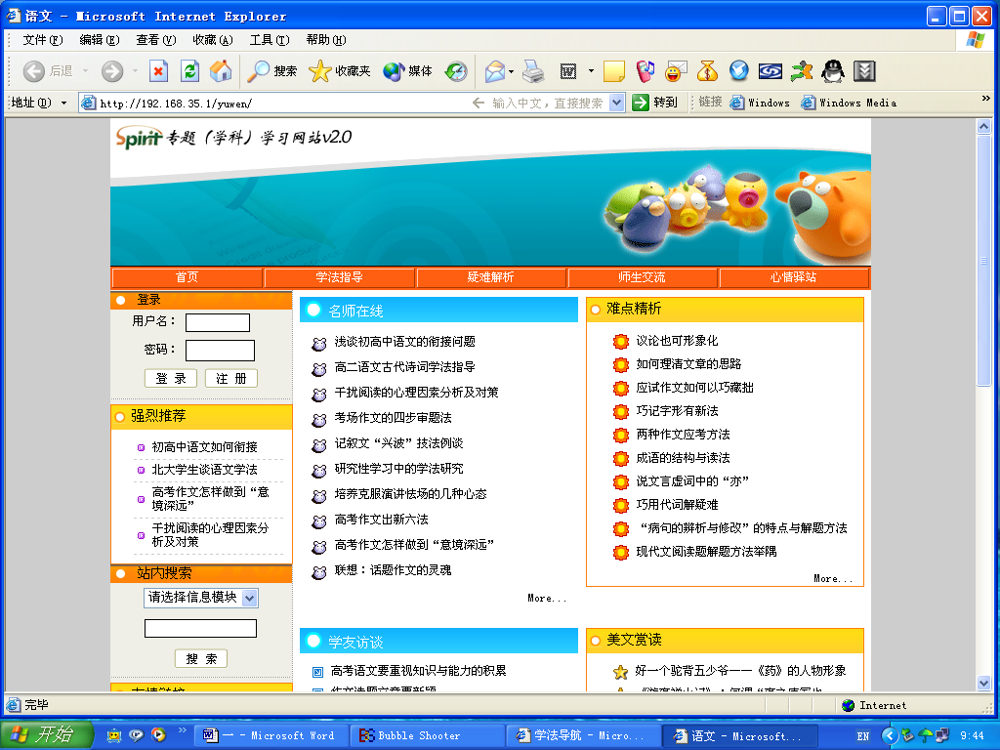 语文 - Microsoft Internet Explorer
文件(F) 编辑(E) 查看(V) 收藏(A) 工具(T) 帮助(H)
后退 搜索 收藏夹 媒体
地址(D) http://192.168.35.1/yuwen/ 输入中文，直接搜索 转到 链接 Windows Windows Media
Spirit 专题（学科）学习网站v2.0
首页 学法指导 疑难解析 师生交流 心情驿站
登录
用户名：
密码：
登 录 注 册
强烈推荐
初高中语文如何衔接
北大学生谈语文学法
高考作文怎样做到“意
境深远”
干扰阅读的心理因素分
析及对策
站内搜索
请选择信息模块
搜 索
名师在线
浅谈初高中语文的衔接问题
高二语文古代诗词学法指导
干扰阅读的心理因素分析及对策
考场作文的四步审题法
记叙文“兴波”技法例谈
研究性学习中的学法研究
培养克服演讲怯场的几种心态
高考作文出新六法
高考作文怎样做到“意境深远”
联想：话题作文的灵魂
More...
难点精析
议论也可形象化
如何理清文章的思路
应试作文如何以巧藏拙
巧记字形有新法
两种作文应考方法
成语的结构与读法
说文言虚词中的“亦”
巧用代词解疑难
“病句的辨析与修改”的特点与解题方法
现代文阅读题解题方法举隅
More...
学友访谈
高考语文要重视知识与能力的积累
美文赏读
好一个驼背五少爷——《药》的人物形象
完毕 Internet
开始 一 - Microsoft Word Bubble Shooter 学法导航 - Micro... 语文 - Microsoft... EN 9:44